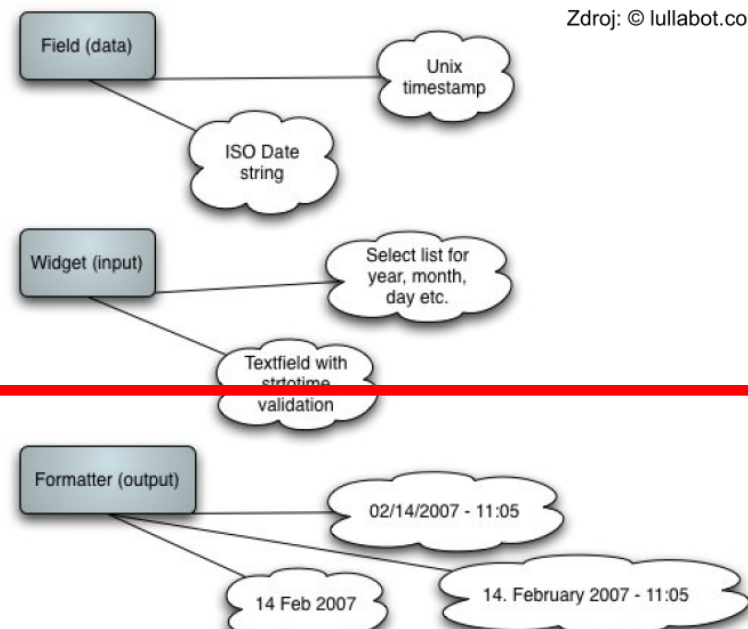 Zdroj: © lullabot.co
Field (data)
Unix
timestamp
ISO Date
string
Widget (input)
Select list for
year, month,
day etc.
Textfield with
strtotime
validation
Formatter (output)
02/14/2007 - 11:05
14. February 2007 - 11:05
14 Feb 2007